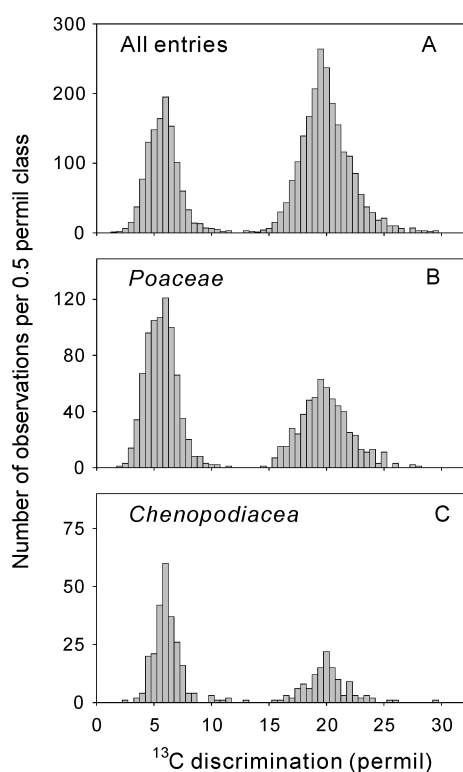 All entries A
300
200
100
0
Number of observations per 0.5 permil class
Poaceae B
120
80
40
0
Chenopodiacea C
75
50
25
0
0 5 10 15 20 25 30
13C discrimination (permil)